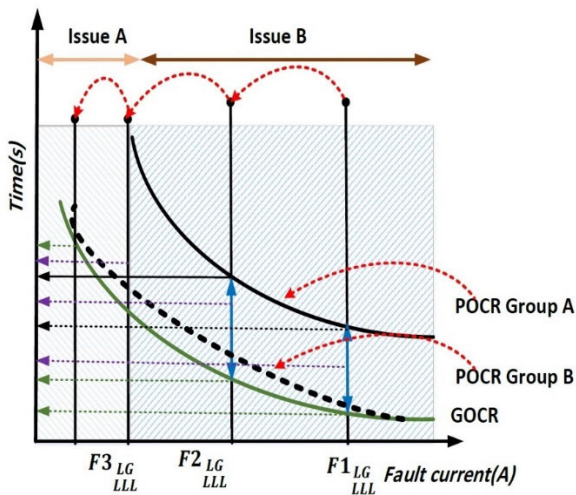 Issue A
Issue B
Time(s)
POCR Group A
POCR Group B
GOCR
F3 LG
LLL
F2 LG
LLL
F1 LG
LLL
Fault current(A)